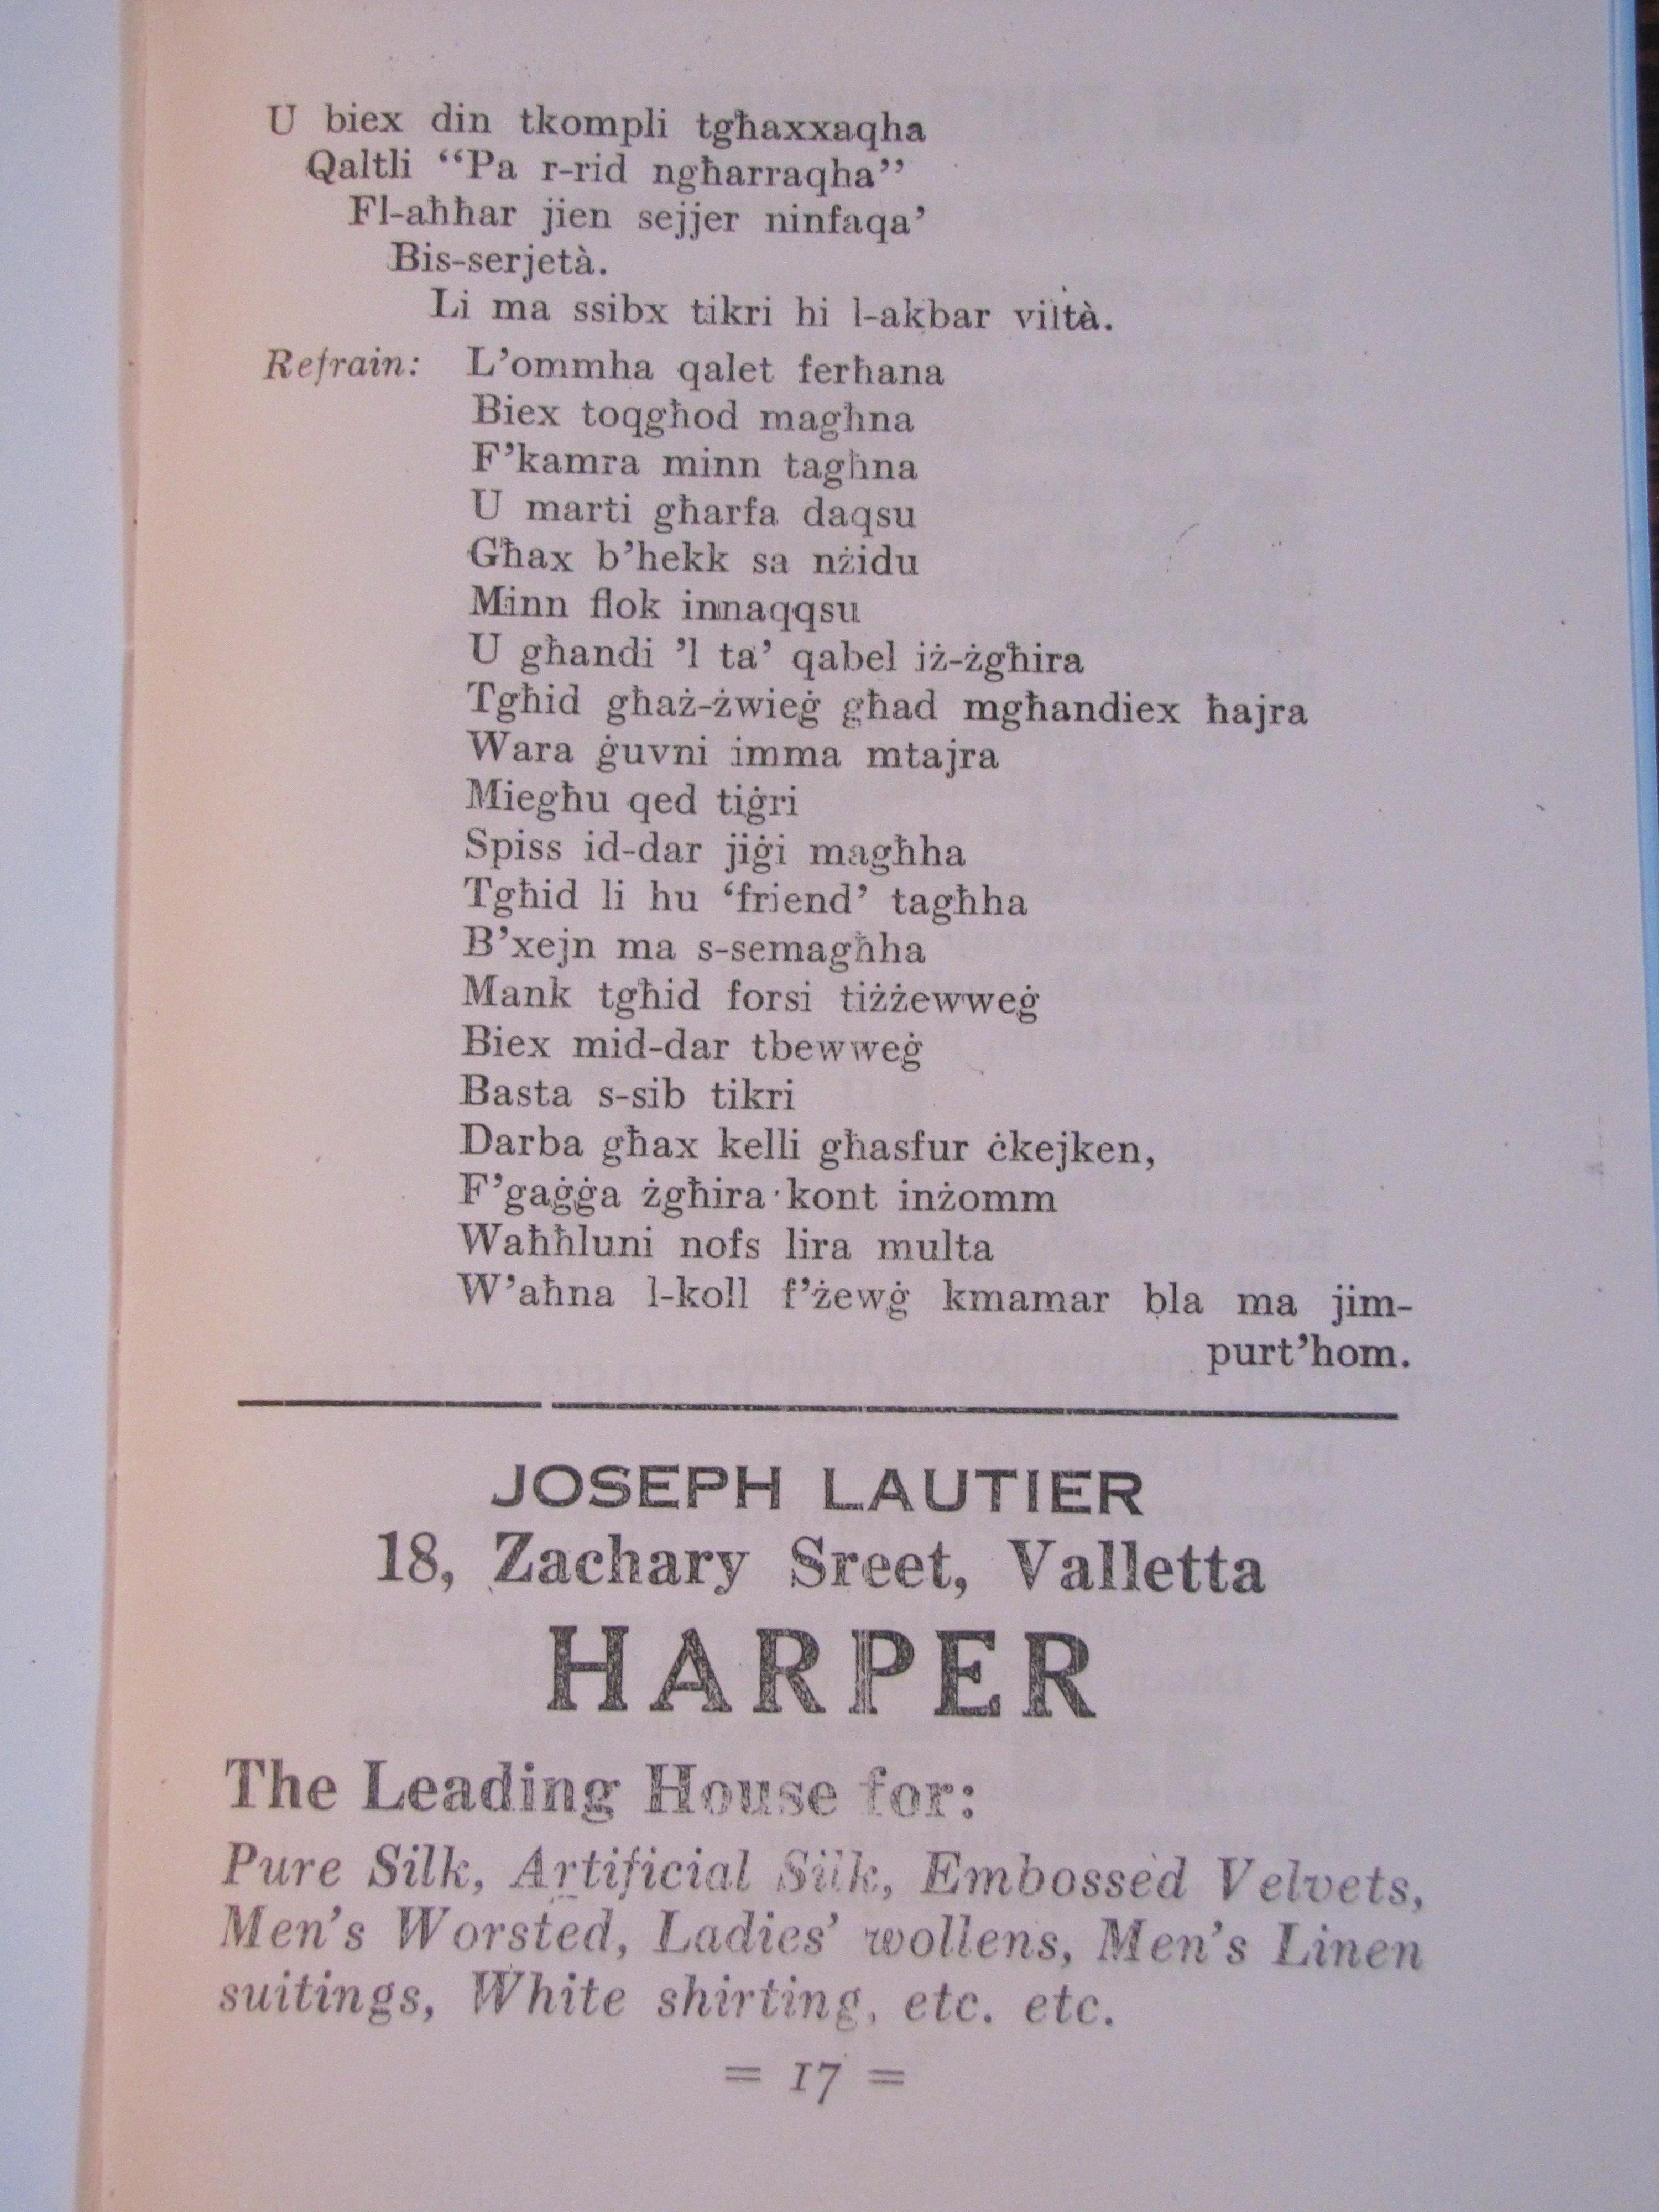 U biex din tkompli tgħaxxaqha
Qaltli “Pa r-rid ngħarraqha”
Fl-aħħar jien sejjer ninfaqa’
Bis-serjetà.
Li ma ssibx tikri hi l-akbar viltà.
Refrain: L’ommha qalet ferħana
Biex toqgħod magħna
F’kamra minn tagħna
U marti għarfa daqsu
Għax b’hekk sa nżidu
Minn flok innaqqsu
U għandi ’l ta’ qabel iż-żgħira
Tgħid għaż-żwieġ għad mgħandiex ħajra
Wara ġuvni imma mtajra
Miegħu qed tiġri
Spiss id-dar jiġi magħha
Tgħid li hu ‘friend’ tagħha
B’xejn ma s-semagħha
Mank tgħid forsi tiżżewweġ
Biex mid-dar tbewweġ
Basta s-sib tikri
Darba għax kelli għasfur ċkejken,
F’gaġġa żgħira kont inżomm
Waħħluni nofs lira multa
W’aħna l-koll f’żewġ kmamar bla ma jim-
purt’hom.
JOSEPH LAUTIER
18, Zachary Sreet, Valletta
HARPER
The Leading House for:
Pure Silk, Artificial Silk, Embossed Velvets,
Men’s Worsted, Ladies’ wollens, Men’s Linen
suitings, White shirting, etc. etc.
= 17 =